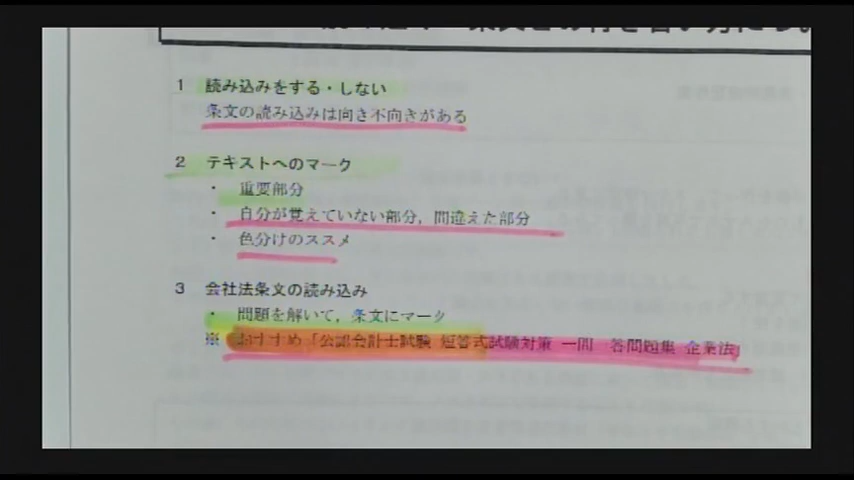 1 読み込みをする・しない
条文の読み込みは向き不向きがある
2 テキストへのマーク
・ 重要部分
・ 自分が覚えていない部分,間違えた部分
・ 色分けのススメ
3 会社法条文の読み込み
・ 問題を解いて,条文にマーク
※ おすすめ「公認会計士試験 短答式試験対策 一問一答問題集 企業法」